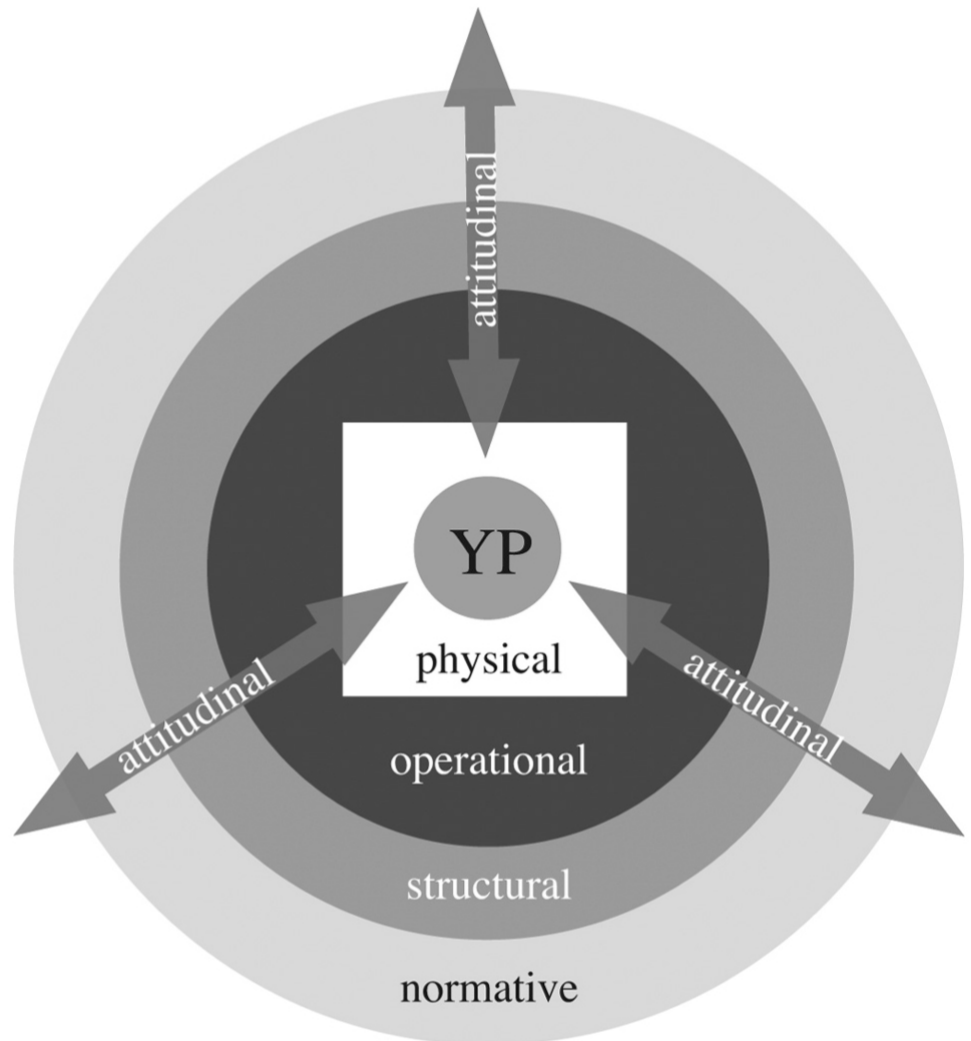 attitudinal
YP
physical
attitudinal
attitudinal
operational
structural
normative